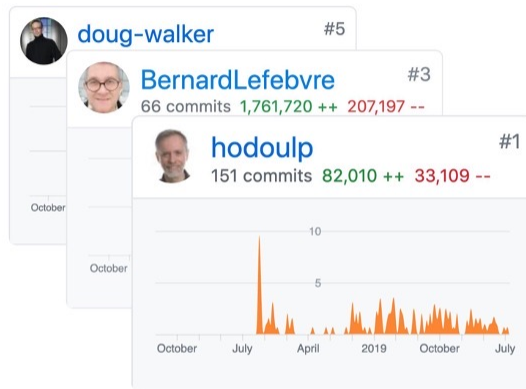 doug-walker #5
October
BernardLefebvre #3
66 commits 1,761,720 ++ 207,197 --
October
hodoulp #1
151 commits 82,010 ++ 33,109 --
10
5
October July April 2019 October July